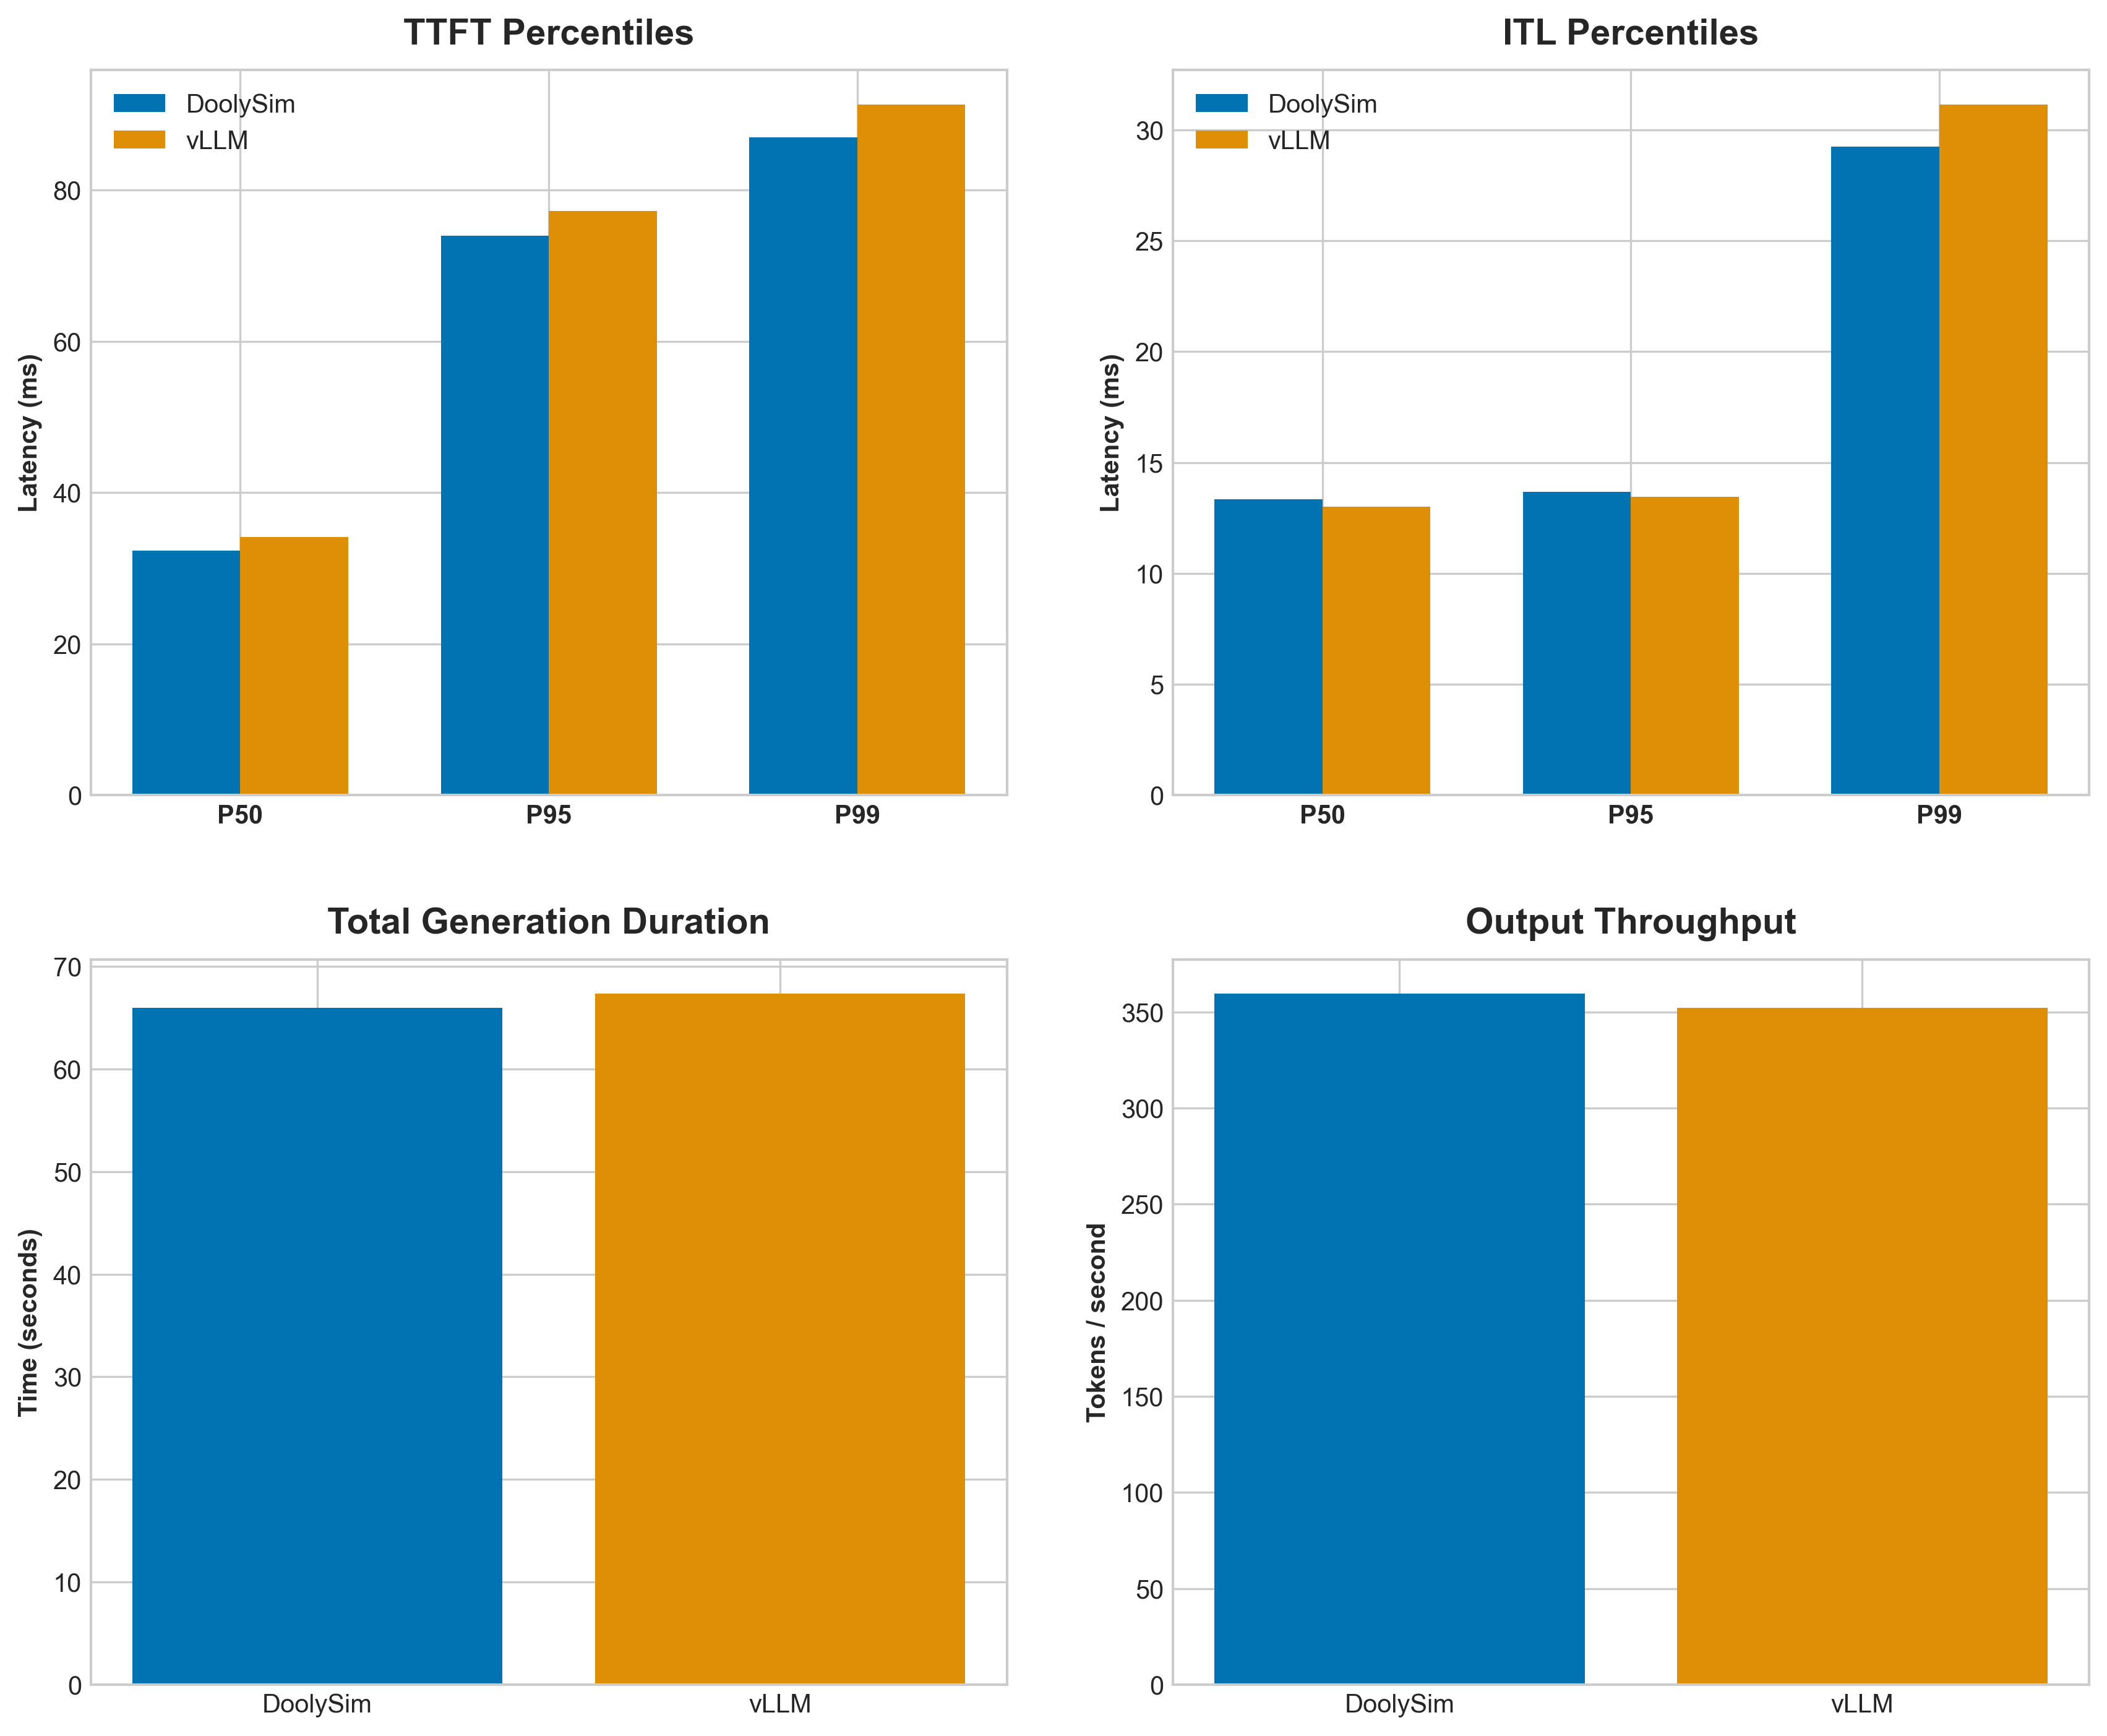 TTFT Percentiles
DoolySim
vLLM
80
60
40
20
0
Latency (ms)
P50 P95 P99
ITL Percentiles
DoolySim
vLLM
30
25
20
15
10
5
0
Latency (ms)
P50 P95 P99
Total Generation Duration
70
60
50
40
30
20
10
0
Time (seconds)
DoolySim vLLM
Output Throughput
350
300
250
200
150
100
50
0
Tokens / second
DoolySim vLLM